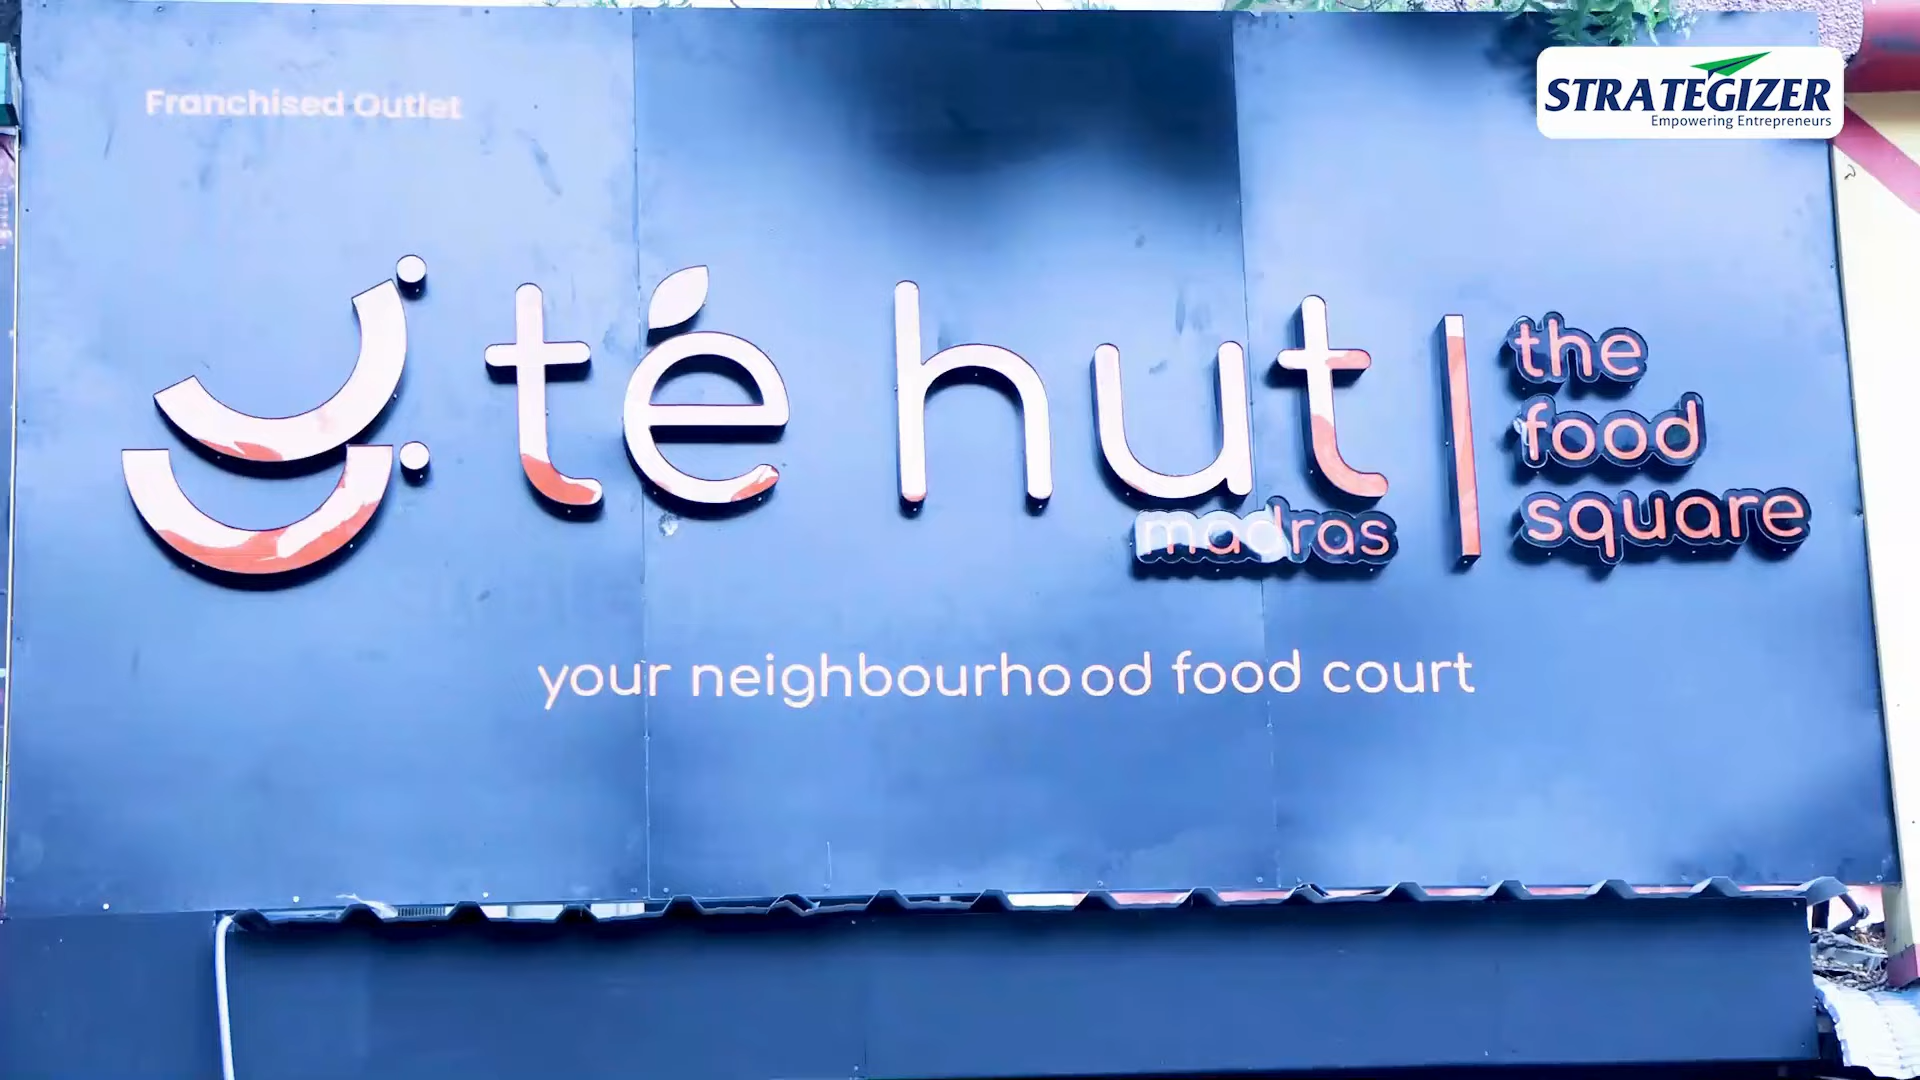 Franchised Outlet
STRATEGIZER
Empowering Entrepreneurs
té hut
madras
the
food
square
your neighbourhood food court